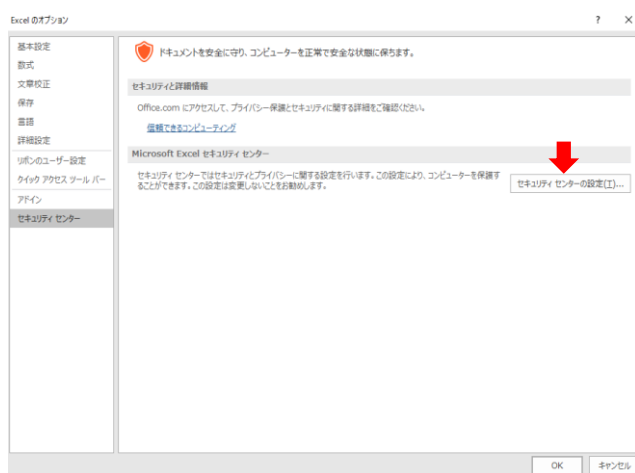 Excel のオプション
? ×
基本設定
数式
文章校正
保存
言語
詳細設定
リボンのユーザー設定
クイック アクセス ツール バー
アドイン
セキュリティ センター
ドキュメントを安全に守り、コンピューターを正常で安全な状態に保ちます。
セキュリティと詳細情報
Office.com にアクセスして、プライバシー保護とセキュリティに関する詳細をご確認ください。
信頼できるコンピューティング
Microsoft Excel セキュリティ センター
セキュリティ センターではセキュリティとプライバシーに関する設定を行います。この設定により、コンピューターを保護す
ることができます。この設定は変更しないことをお勧めします。
セキュリティ センターの設定(T)...
OK
キャンセル